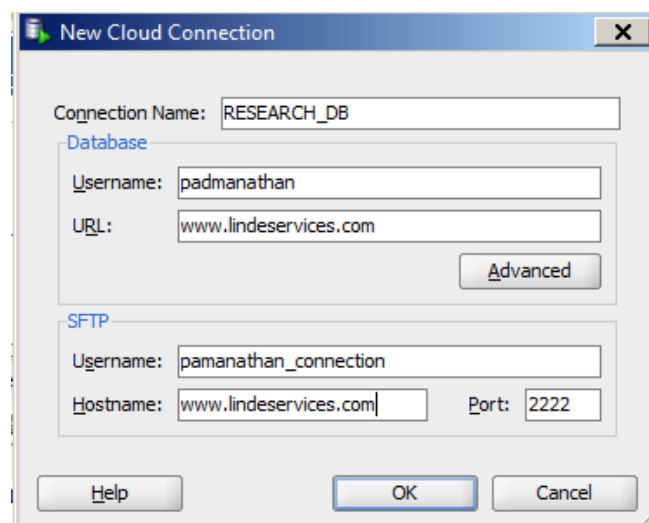 New Cloud Connection
Connection Name: RESEARCH_DB
Database
Username: padmanathan
URL: www.lindeservices.com
Advanced
SFTP
Username: pamanathan_connection
Hostname: www.lindeservices.com Port: 2222
Help OK Cancel